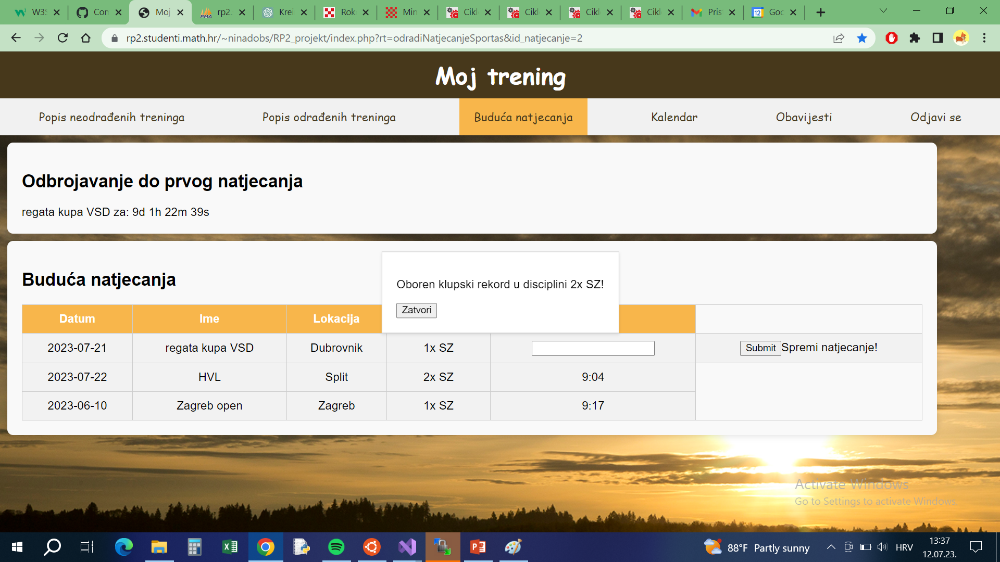 W3S
Con
Moj
rp2.
Krei
Rok
Min
Cikl
Cikl
Cikl
Cikl
Pris
Goo
rp2.studenti.math.hr/~ninadobs/RP2_projekt/index.php?rt=odradiNatjecanjeSportas&id_natjecanje=2
Moj trening
Popis neodrađenih treninga
Popis odrađenih treninga
Buduća natjecanja
Kalendar
Obavijesti
Odjavi se
Odbrojavanje do prvog natjecanja
regata kupa VSD za: 9d 1h 22m 39s
Buduća natjecanja
Oboren klupski rekord u disciplini 2x SZ!
Zatvori
Datum Ime Lokacija
2023-07-21 regata kupa VSD Dubrovnik 1x SZ Submit Spremi natjecanje!
2023-07-22 HVL Split 2x SZ 9:04
2023-06-10 Zagreb open Zagreb 1x SZ 9:17
Activate Windows
Go to Settings to activate Windows.
88°F Partly sunny
HRV
13:37
12.07.23.